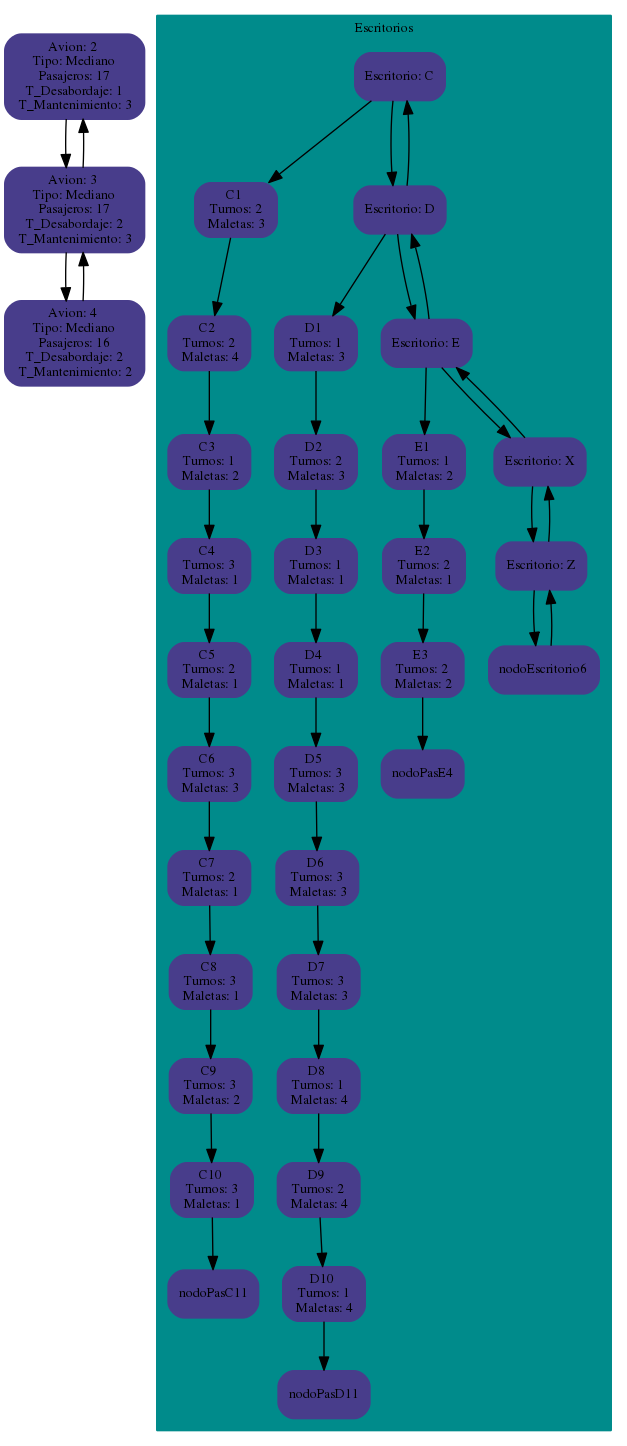 Avion: 2
Tipo: Mediano
Pasajeros: 17
T_Desabordaje: 1
T_Mantenimiento: 3
Avion: 3
Tipo: Mediano
Pasajeros: 17
T_Desabordaje: 2
T_Mantenimiento: 3
Avion: 4
Tipo: Mediano
Pasajeros: 16
T_Desabordaje: 2
T_Mantenimiento: 2
Escritorios
Escritorio: C
C1
Turnos: 2
Maletas: 3
Escritorio: D
C2
Turnos: 2
Maletas: 4
D1
Turnos: 1
Maletas: 3
Escritorio: E
C3
Turnos: 1
Maletas: 2
D2
Turnos: 2
Maletas: 3
E1
Turnos: 1
Maletas: 2
Escritorio: X
C4
Turnos: 3
Maletas: 1
D3
Turnos: 1
Maletas: 1
E2
Turnos: 2
Maletas: 1
Escritorio: Z
C5
Turnos: 2
Maletas: 1
D4
Turnos: 1
Maletas: 1
E3
Turnos: 2
Maletas: 2
nodoEscritorio6
C6
Turnos: 3
Maletas: 3
D5
Turnos: 3
Maletas: 3
nodoPasE4
C7
Turnos: 2
Maletas: 1
D6
Turnos: 3
Maletas: 3
C8
Turnos: 3
Maletas: 1
D7
Turnos: 3
Maletas: 3
C9
Turnos: 3
Maletas: 2
D8
Turnos: 1
Maletas: 4
C10
Turnos: 3
Maletas: 1
D9
Turnos: 2
Maletas: 4
nodoPasC11
D10
Turnos: 1
Maletas: 4
nodoPasD11